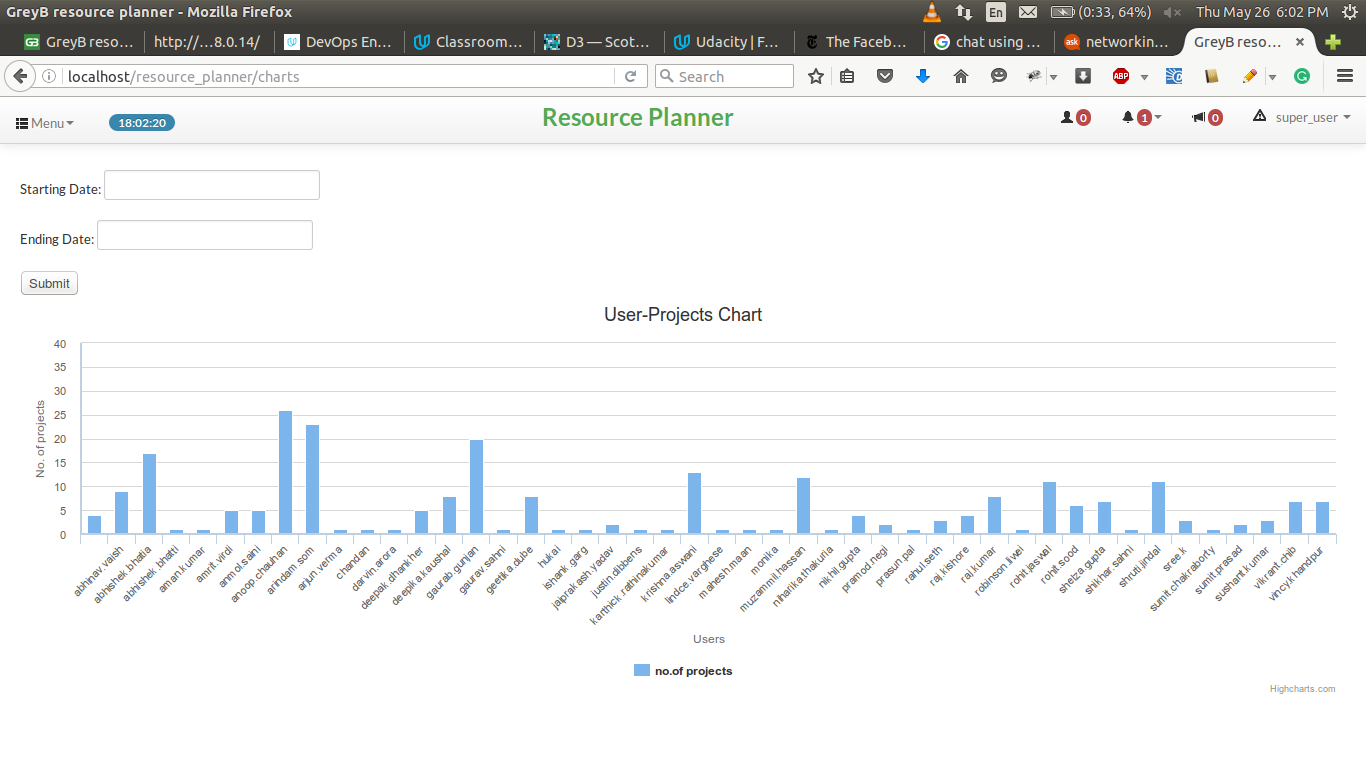 GreyB resource planner - Mozilla Firefox
En
(0:33, 64%)
Thu May 26 6:02 PM
GreyB reso...
http://...8.0.14/
DevOps En...
Classroom...
D3 — Scot...
Udacity | F...
The Faceb...
chat using ...
ask
networkin...
GreyB reso...
localhost/resource_planner/charts
Search
ABP
Menu
18:02:20
Resource Planner
0
1
0
super_user
Starting Date:
Ending Date:
Submit
User-Projects Chart
No. of projects
40
35
30
25
20
15
10
5
0
abhinav.vaish
abhishek.bhatia
abhishek.bhatti
aman.kumar
amrit.virdi
anmol.saini
anoop.chauhan
arindam.som
arjun.verma
chandan
darvin.arora
deepak.dhankher
deepika.kaushal
gaurab.gunjan
gaurav.sahni
geetika.dube
hukai
ishank.garg
jaiprakash.yadav
justin.dibbens
karthick.rathinakumar
krishna.aswani
lindce.varghese
mahesh.maan
monika
muzammil.hassan
niharika.thakuria
nikhil.gupta
pramod.negi
prasun.pal
rahul.seth
raj.kishore
raj.kumar
rohit.jaswal
rohit.sood
shelza.gupta
shikhar.sahni
shruti.jindal
sree.k
sumit.chakraborty
sumit.prasad
sushant.kumar
vikrant.chib
vincy.k.handpur
Users
no.of projects
Highcharts.com